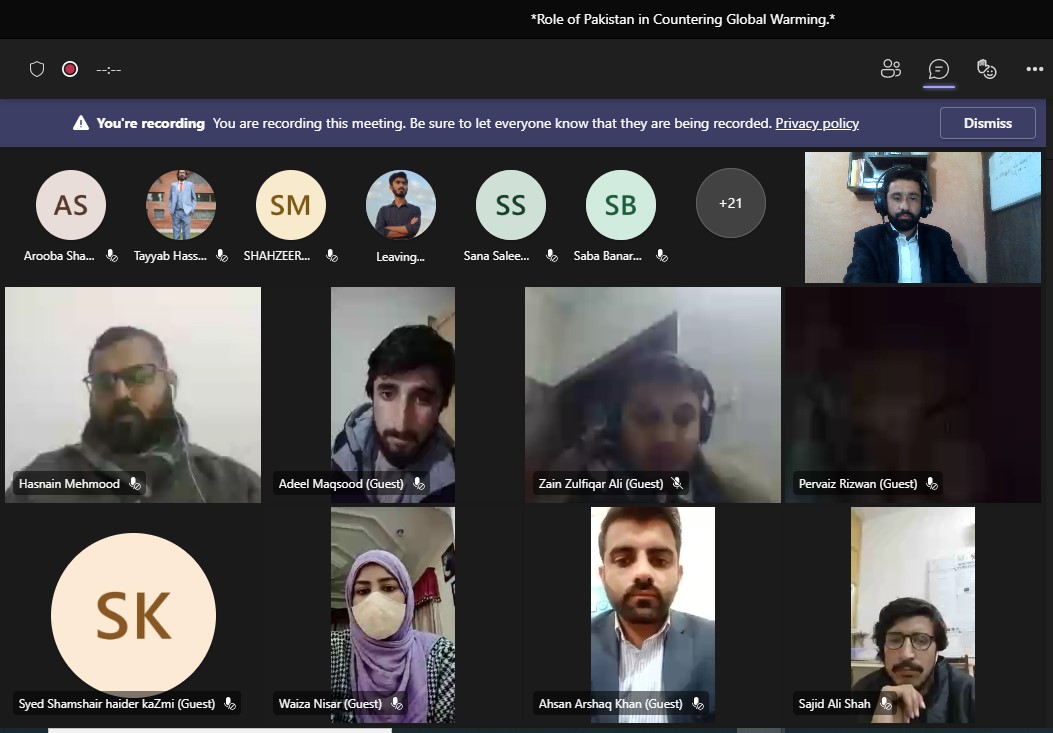 *Role of Pakistan in Countering Global Warming.*
--:--
You're recording You are recording this meeting. Be sure to let everyone know that they are being recorded. Privacy policy Dismiss
AS SM SS SB +21
Arooba Sha... Tayyab Hass... SHAHZEER... Leaving... Sana Salee... Saba Banar...
Hasnain Mehmood Adeel Maqsood (Guest) Zain Zulfiqar Ali (Guest) Pervaiz Rizwan (Guest)
SK
Syed Shamshair haider kaZmi (Guest) Waiza Nisar (Guest) Ahsan Arshaq Khan (Guest) Sajid Ali Shah